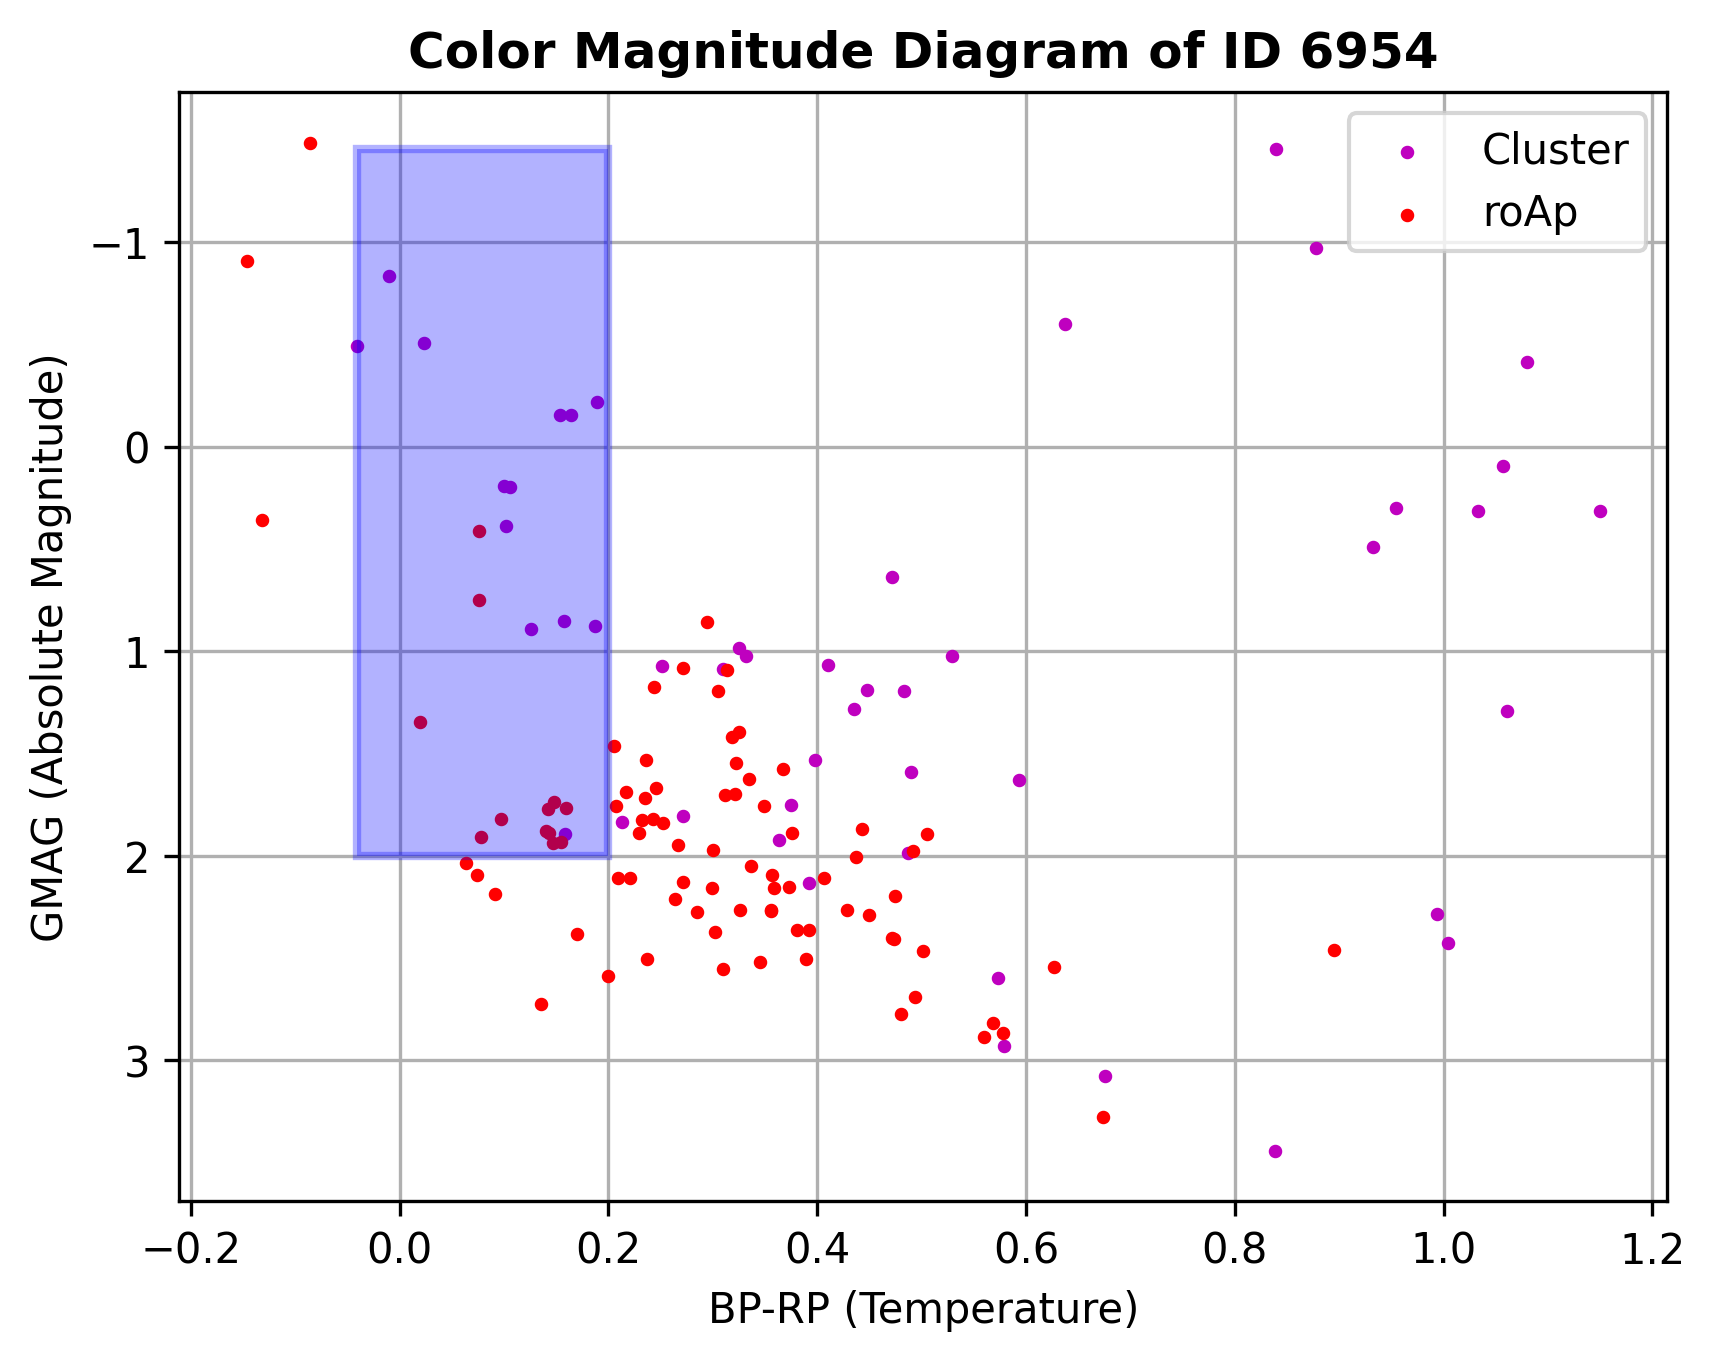 Color Magnitude Diagram of ID 6954
Cluster
roAp
GMAG (Absolute Magnitude)
−1
0
1
2
3
−0.2 0.0 0.2 0.4 0.6 0.8 1.0 1.2
BP-RP (Temperature)